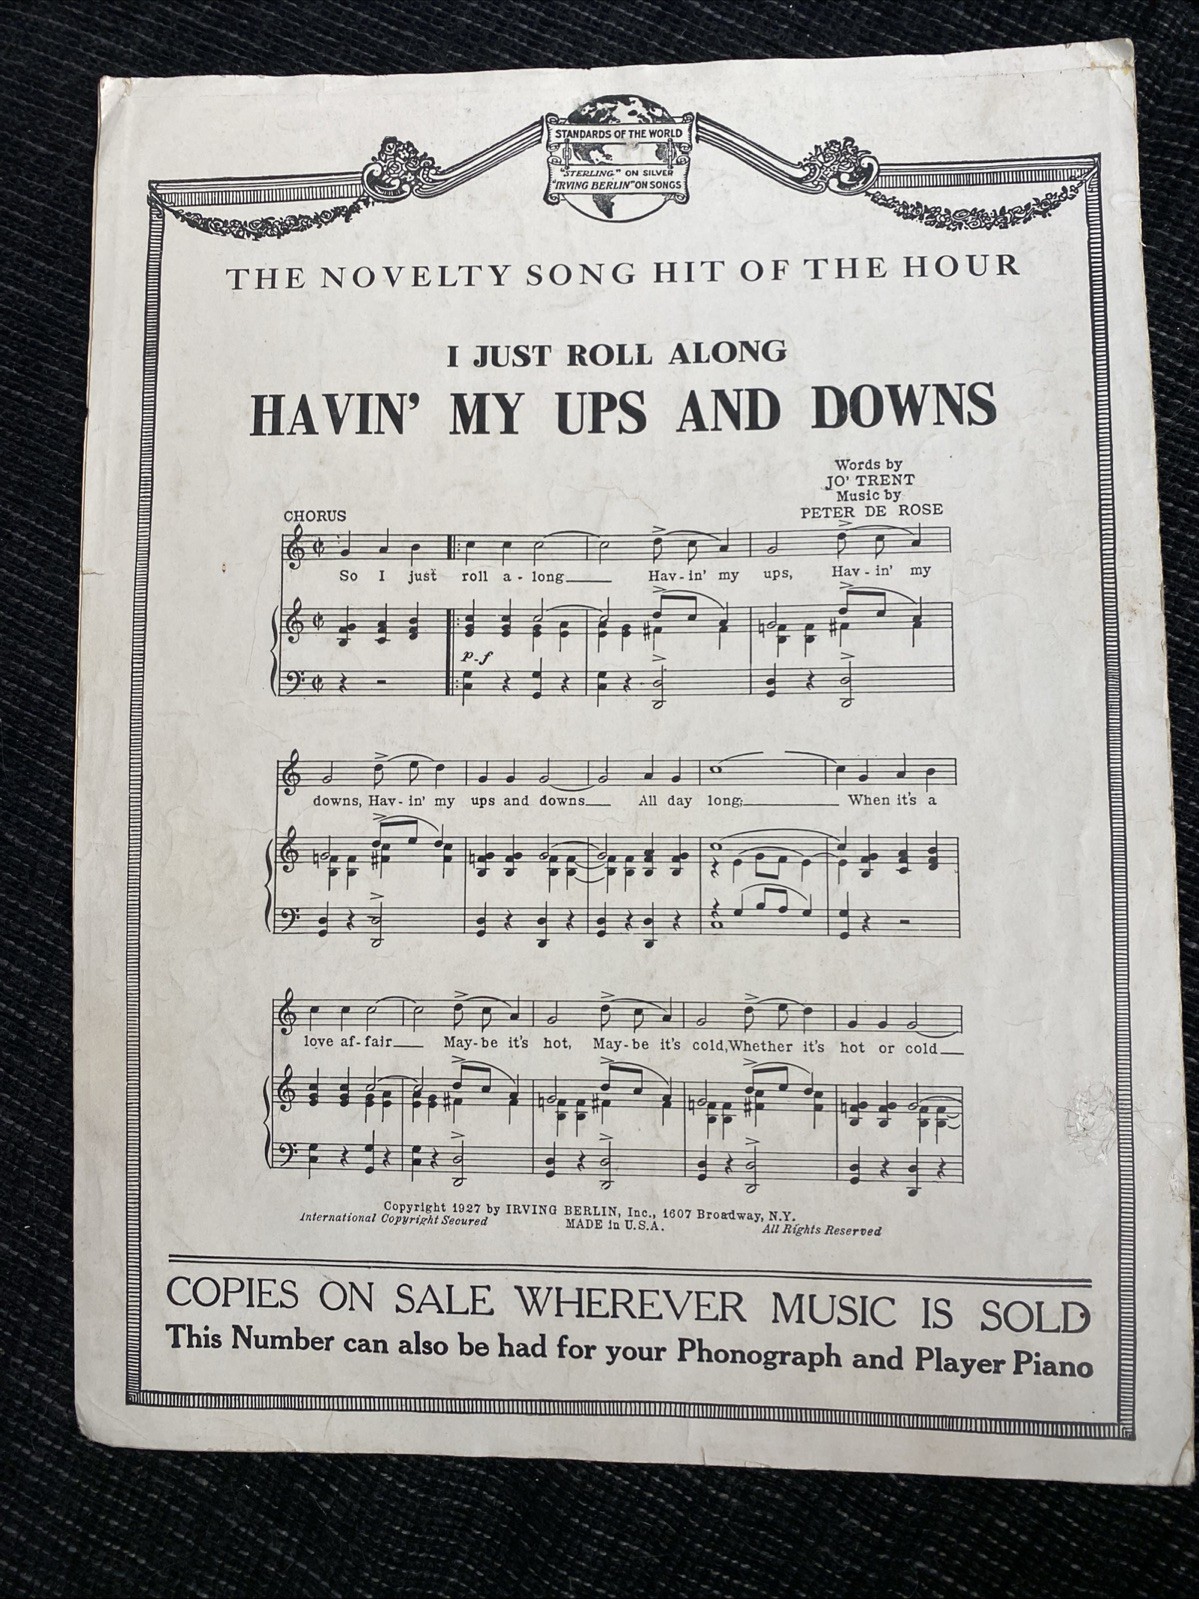 STANDARDS OF THE WORLD
"STERLING" ON SILVER
"IRVING BERLIN" ON SONGS
THE NOVELTY SONG HIT OF THE HOUR
I JUST ROLL ALONG
HAVIN' MY UPS AND DOWNS
Words by
JO' TRENT
Music by
PETER DE ROSE
CHORUS
So I just roll a-long___ Hav-in' my ups, Hav-in' my
p-f
downs, Hav-in' my ups and downs___ All day long;___ When it's a
love af-fair___ May-be it's hot, May-be it's cold, Whether it's hot or cold___
Copyright 1927 by IRVING BERLIN, Inc., 1607 Broadway, N.Y.
International Copyright Secured MADE in U.S.A. All Rights Reserved
COPIES ON SALE WHEREVER MUSIC IS SOLD
This Number can also be had for your Phonograph and Player Piano